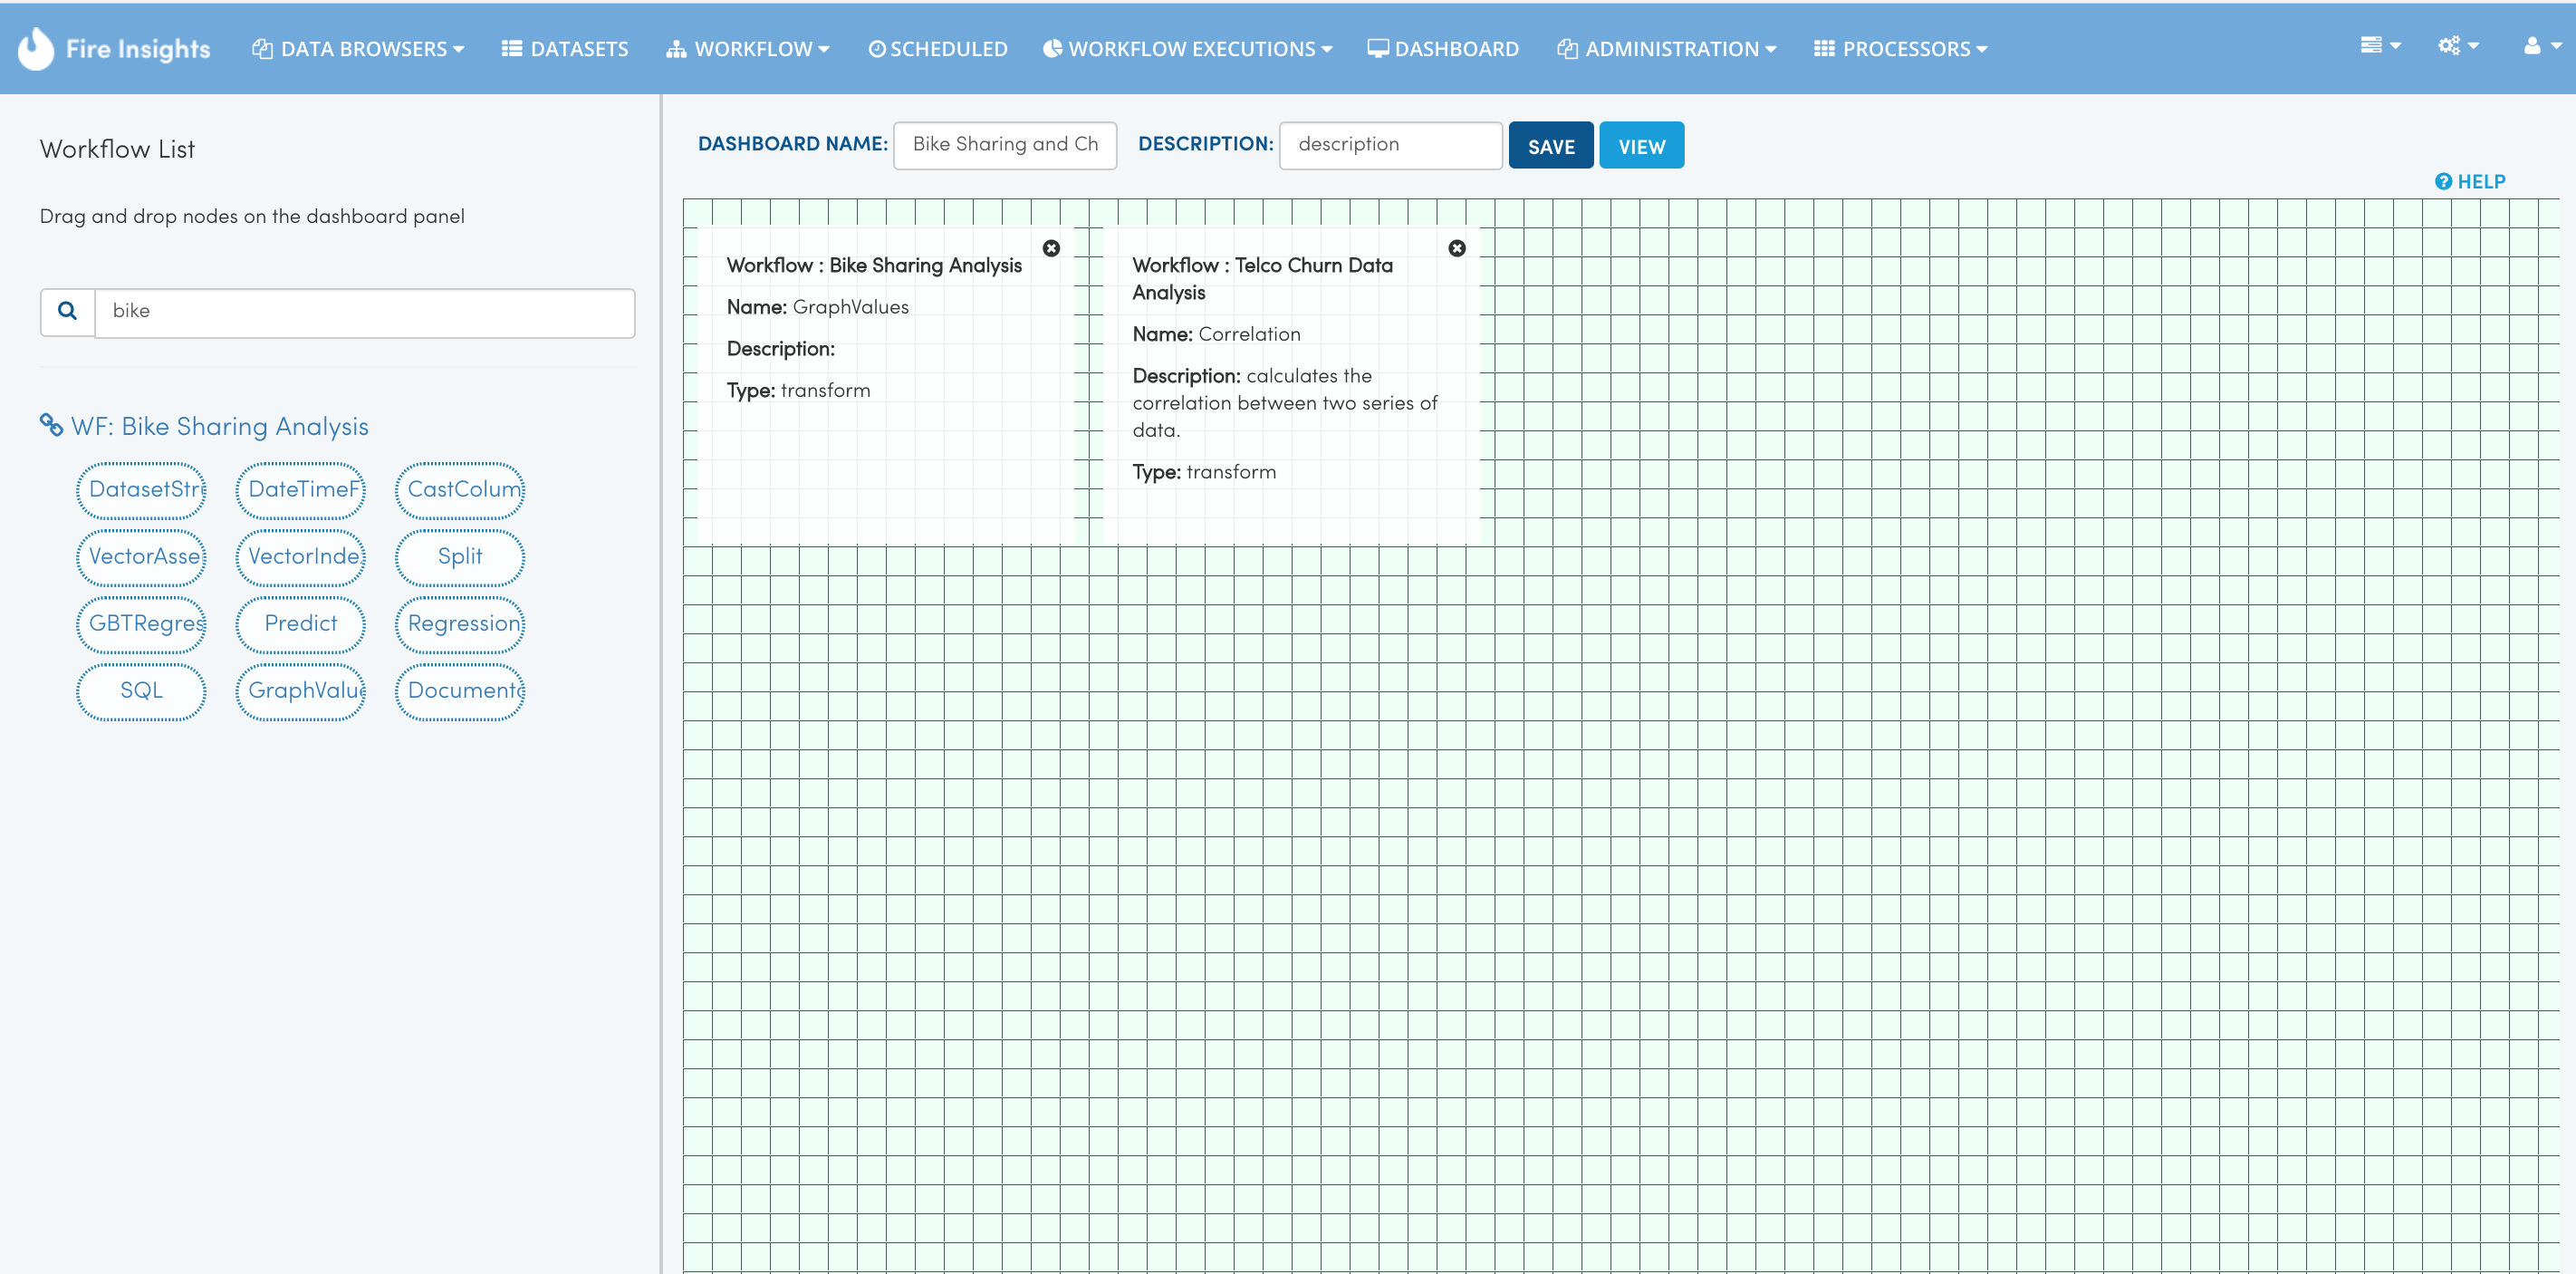 Fire Insights
DATA BROWSERS
DATASETS
WORKFLOW
SCHEDULED
WORKFLOW EXECUTIONS
DASHBOARD
ADMINISTRATION
PROCESSORS
Workflow List
Drag and drop nodes on the dashboard panel
bike
WF: Bike Sharing Analysis
DatasetStr
DateTimeF
CastColum
VectorAsse
VectorInde
Split
GBTRegres
Predict
Regression
SQL
GraphValu
Document
DASHBOARD NAME:
Bike Sharing and Ch
DESCRIPTION:
description
SAVE
VIEW
HELP
Workflow : Bike Sharing Analysis
Name: GraphValues
Description:
Type: transform
Workflow : Telco Churn Data
Analysis
Name: Correlation
Description: calculates the
correlation between two series of
data.
Type: transform